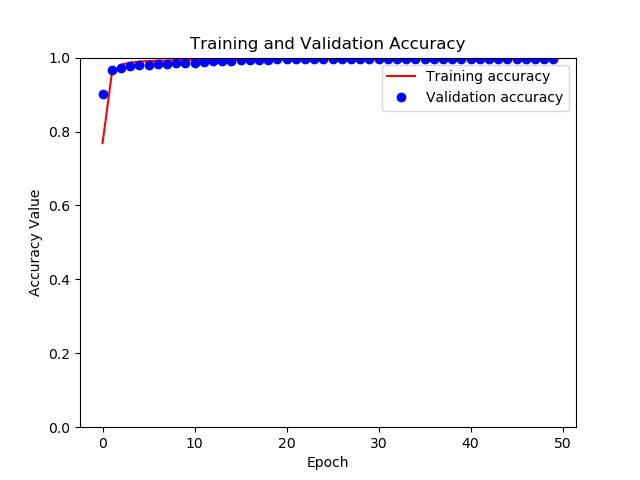 Training and Validation Accuracy
1.0
0.8
0.6
0.4
0.2
0.0
Accuracy Value
Training accuracy
Validation accuracy
0 10 20 30 40 50
Epoch